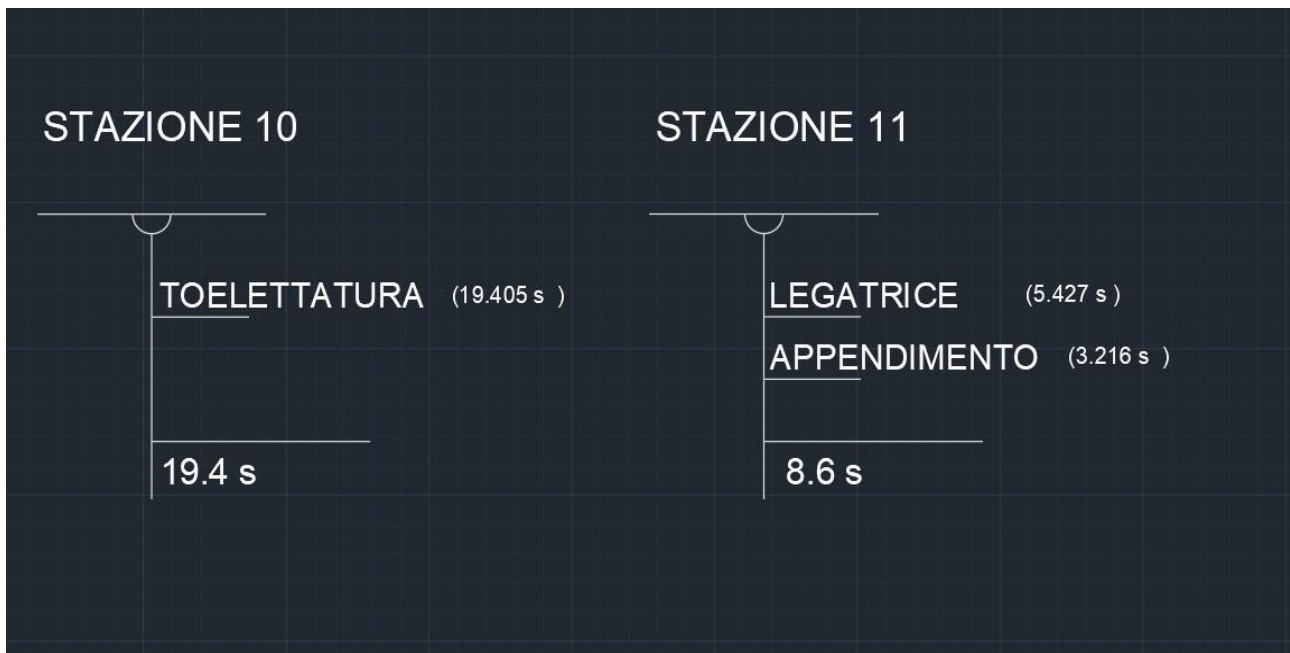 STAZIONE 10
TOELETTATURA (19.405 s )
19.4 s
STAZIONE 11
LEGATRICE (5.427 s )
APPENDIMENTO (3.216 s )
8.6 s